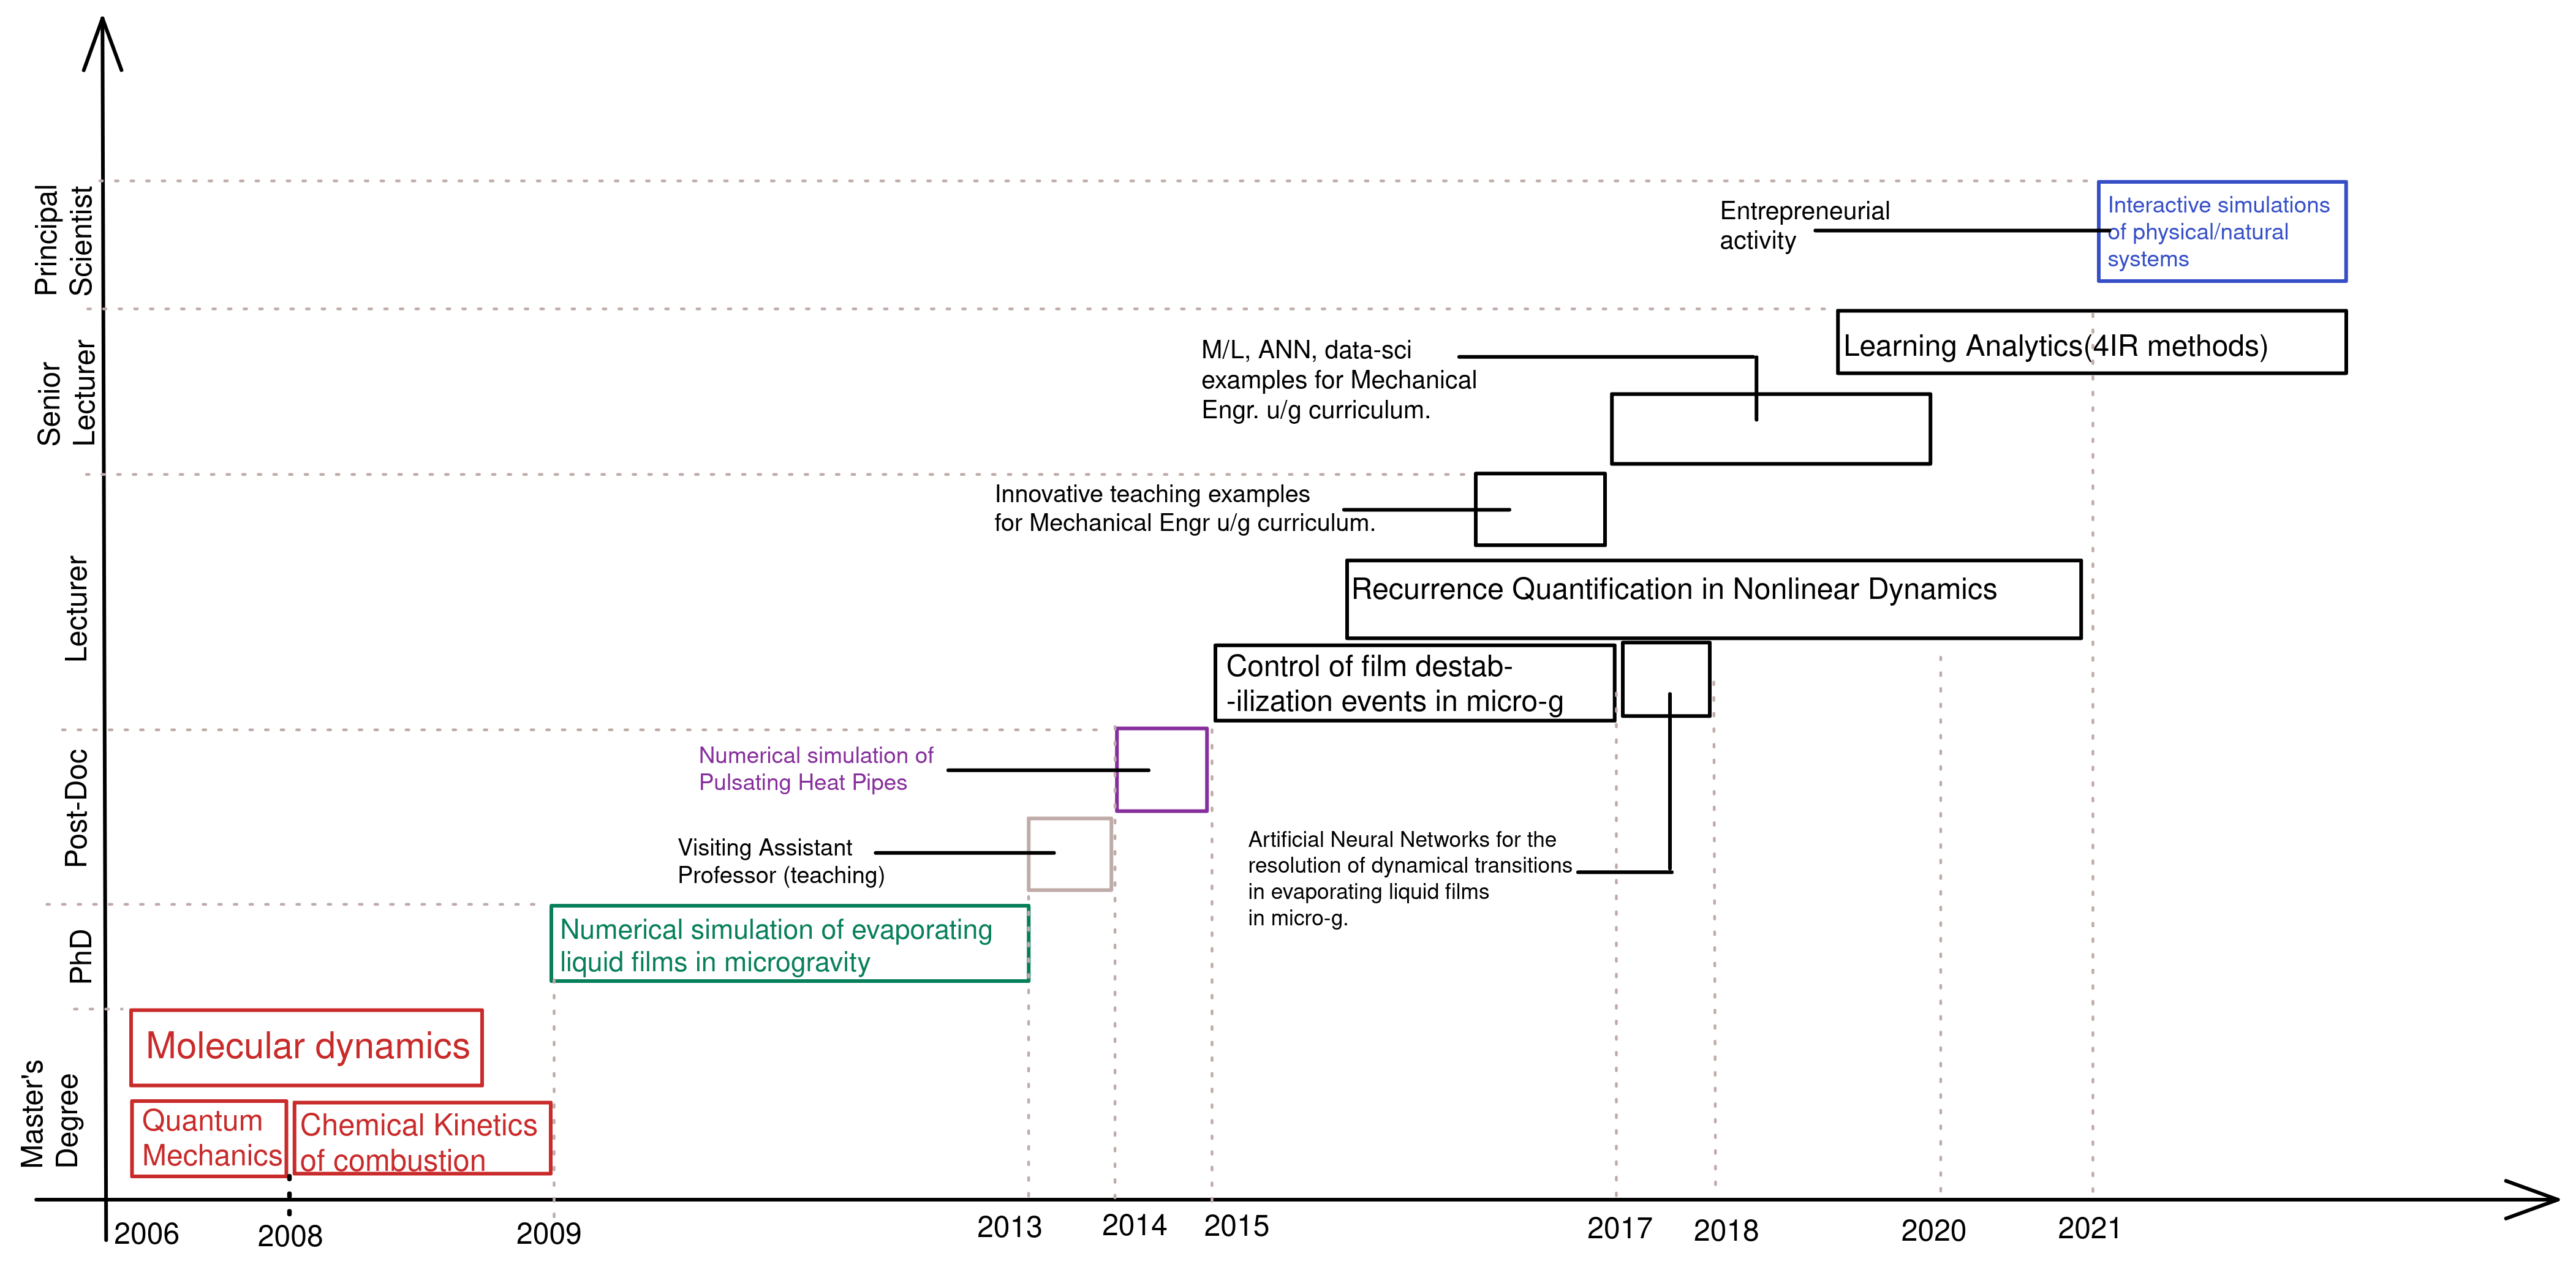 Principal
Scientist
Entrepreneurial
activity
Interactive simulations
of physical/natural
systems
Senior
Lecturer
M/L, ANN, data-sci
examples for Mechanical
Engr. u/g curriculum.
Learning Analytics(4IR methods)
Lecturer
Innovative teaching examples
for Mechanical Engr u/g curriculum.
Recurrence Quantification in Nonlinear Dynamics
Control of film destab-
-ilization events in micro-g
Post-Doc
Numerical simulation of
Pulsating Heat Pipes
Visiting Assistant
Professor (teaching)
Artificial Neural Networks for the
resolution of dynamical transitions
in evaporating liquid films
in micro-g.
PhD
Numerical simulation of evaporating
liquid films in microgravity
Master's
Degree
Molecular dynamics
Quantum
Mechanics
Chemical Kinetics
of combustion
2006
2008
2009
2013
2014
2015
2017
2018
2020
2021